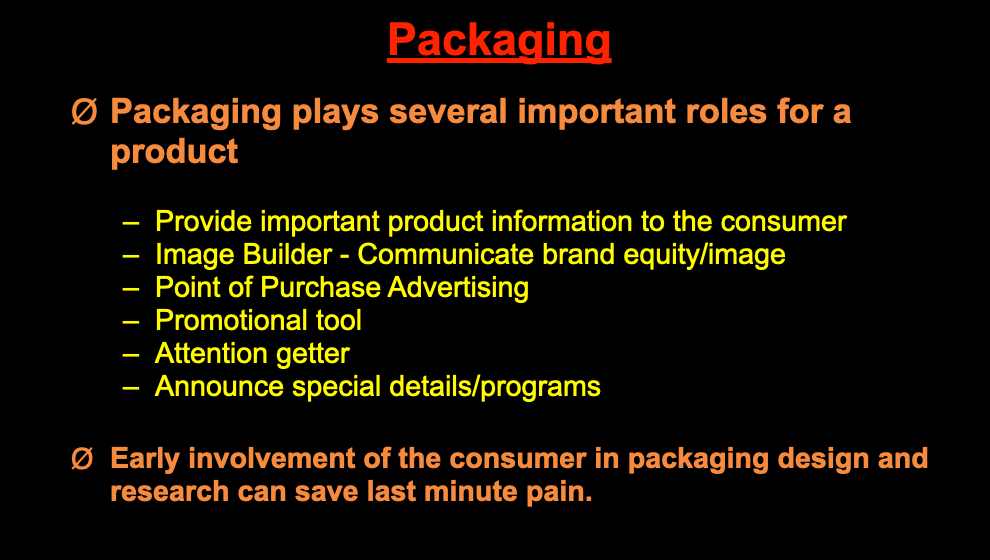 Packaging
Ø Packaging plays several important roles for a
product
– Provide important product information to the consumer
– Image Builder - Communicate brand equity/image
– Point of Purchase Advertising
– Promotional tool
– Attention getter
– Announce special details/programs
Ø Early involvement of the consumer in packaging design and
research can save last minute pain.